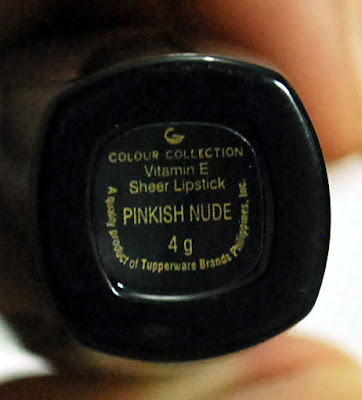 COLOUR COLLECTION
Vitamin E
Sheer Lipstick
PINKISH NUDE
4 g
A quality product of Tupperware Brands Philippines, Inc.